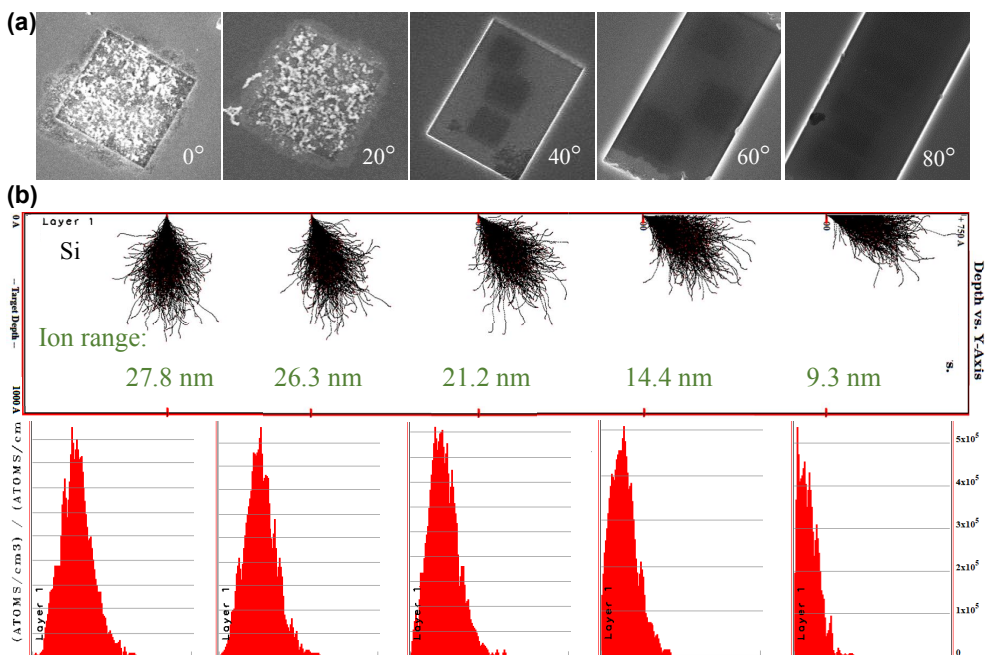 (a)
0°
20°
40°
60°
80°
(b)
0 A
Layer 1
00
00
+750 A
Si
— Target Depth —
Depth vs. Y-Axis
Ion range:
s.
27.8 nm
26.3 nm
21.2 nm
14.4 nm
9.3 nm
1000 A
(ATOMS/cm3) / (ATOMS/cm
Layer 1
Layer 1
Layer 1
Layer 1
Layer 1
5x10⁵
4x10⁵
3x10⁵
2x10⁵
1x10⁵
0